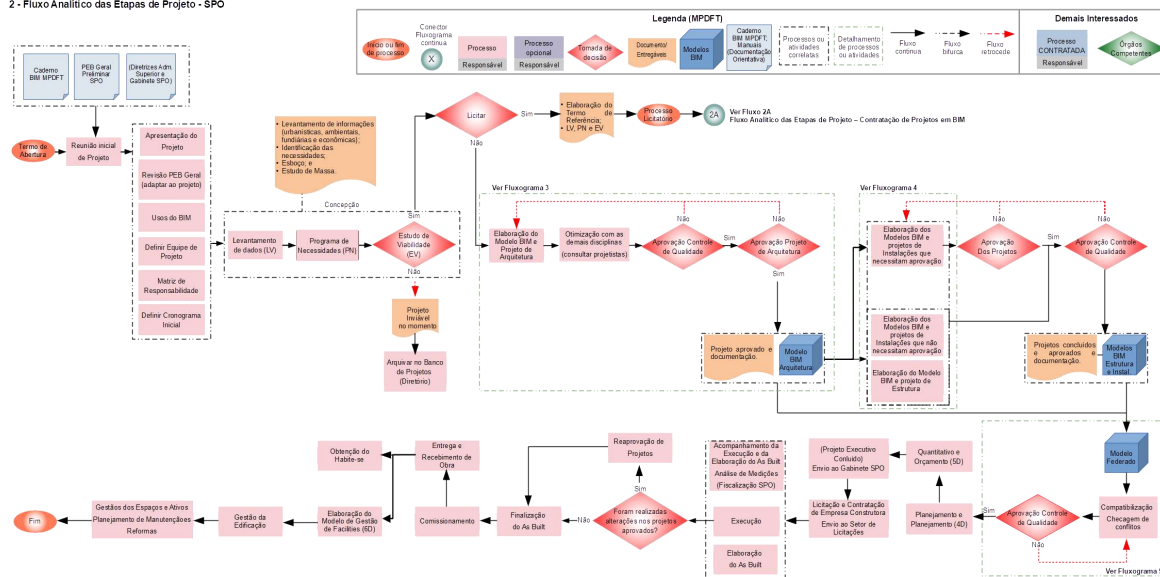 2 - Fluxo Analítico das Etapas de Projeto - SPO
Legenda (MPDFT)
Demais Interessados
Início ou fim
de processo
Conector
Fluxograma
continua
X
Processo
Responsável
Processo
opcional
Responsável
Tomada de
decisão
Documento/
Entregáveis
Modelos
BIM
Caderno
BIM MPDFT;
Manuais
(Documentação
Orientativa)
Processos ou
atividades
correlatas
Detalhamento
de processos
ou atividades
Fluxo
continua
Fluxo
bifurca
Fluxo
retrocede
Processo
CONTRATADA
Responsável
Órgãos
Competentes
Caderno
BIM MPDFT
PEB Geral
Preliminar
SPO
(Diretrizes Adm.
Superior e
Gabinete SPO)
Termo de
Abertura
Reunião inicial
de Projeto
Apresentação do
Projeto
Revisão PEB Geral
(adaptar ao projeto)
Usos do BIM
Definir Equipe de
Projeto
Matriz de
Responsabilidade
Definir Cronograma
Inicial
• Levantamento de informações
(urbanísticas, ambientais,
fundiárias e econômicas);
• Identificação das
necessidades;
• Esboço; e
• Estudo de Massa.
Concepção
Levantamento
de dados (LV)
Programa de
Necessidades (PN)
Estudo de
Viabilidade
(EV)
Sim
Não
Projeto
Inviável
no momento
Arquivar no Banco
de Projetos
(Diretório)
Licitar
Sim
Não
• Elaboração do
Termo de
Referência;
• LV, PN e EV
Processo
Licitatório
2A
Ver Fluxo 2A
Fluxo Analítico das Etapas de Projeto – Contratação de Projetos em BIM
Ver Fluxograma 3
Elaboração do
Modelo BIM e
Projeto de
Arquitetura
Otimização com as
demais disciplinas
(consultar projetistas)
Não
Aprovação Controle
de Qualidade
Sim
Não
Aprovação Projeto
de Arquitetura
Sim
Projeto aprovado e
documentação.
Modelo
BIM
Arquitetura
Ver Fluxograma 4
Elaboração dos
Modelos BIM e
projetos de
Instalações que
necessitam aprovação
Não
Aprovação
Dos Projetos
Sim
Não
Aprovação Controle
de Qualidade
Sim
Elaboração dos
Modelos BIM e
projetos de
Instalações que não
necessitam aprovação
Elaboração do Modelo
BIM e projeto de
Estrutura
Projetos concluídos
e aprovados e
documentação.
Modelos
BIM
Estrutura
e Instal.
Modelo
Federado
Compatibilização
Checagem de
conflitos
Aprovação Controle
de Qualidade
Sim
Não
Ver Fluxograma 5
Planejamento e
Planejamento (4D)
Quantitativo e
Orçamento (5D)
(Projeto Executivo
Concluído)
Envio ao Gabinete SPO
Licitação e Contratação
de Empresa Construtora
Envio ao Setor de
Licitações
Acompanhamento da
Execução e da
Elaboração do As Built
Análise de Medições
(Fiscalização SPO)
Execução
Elaboração
do As Built
Foram realizadas
alterações nos projetos
aprovados?
Sim
Não
Reaprovação de
Projetos
Finalização
do As Built
Comissionamento
Entrega e
Recebimento de
Obra
Obtenção do
Habite-se
Elaboração do
Modelo de Gestão
de Facilities (6D)
Gestão da
Edificação
Gestãos dos Espaços e Ativos
Planejamento de Manutençãoes
Reformas
Fim